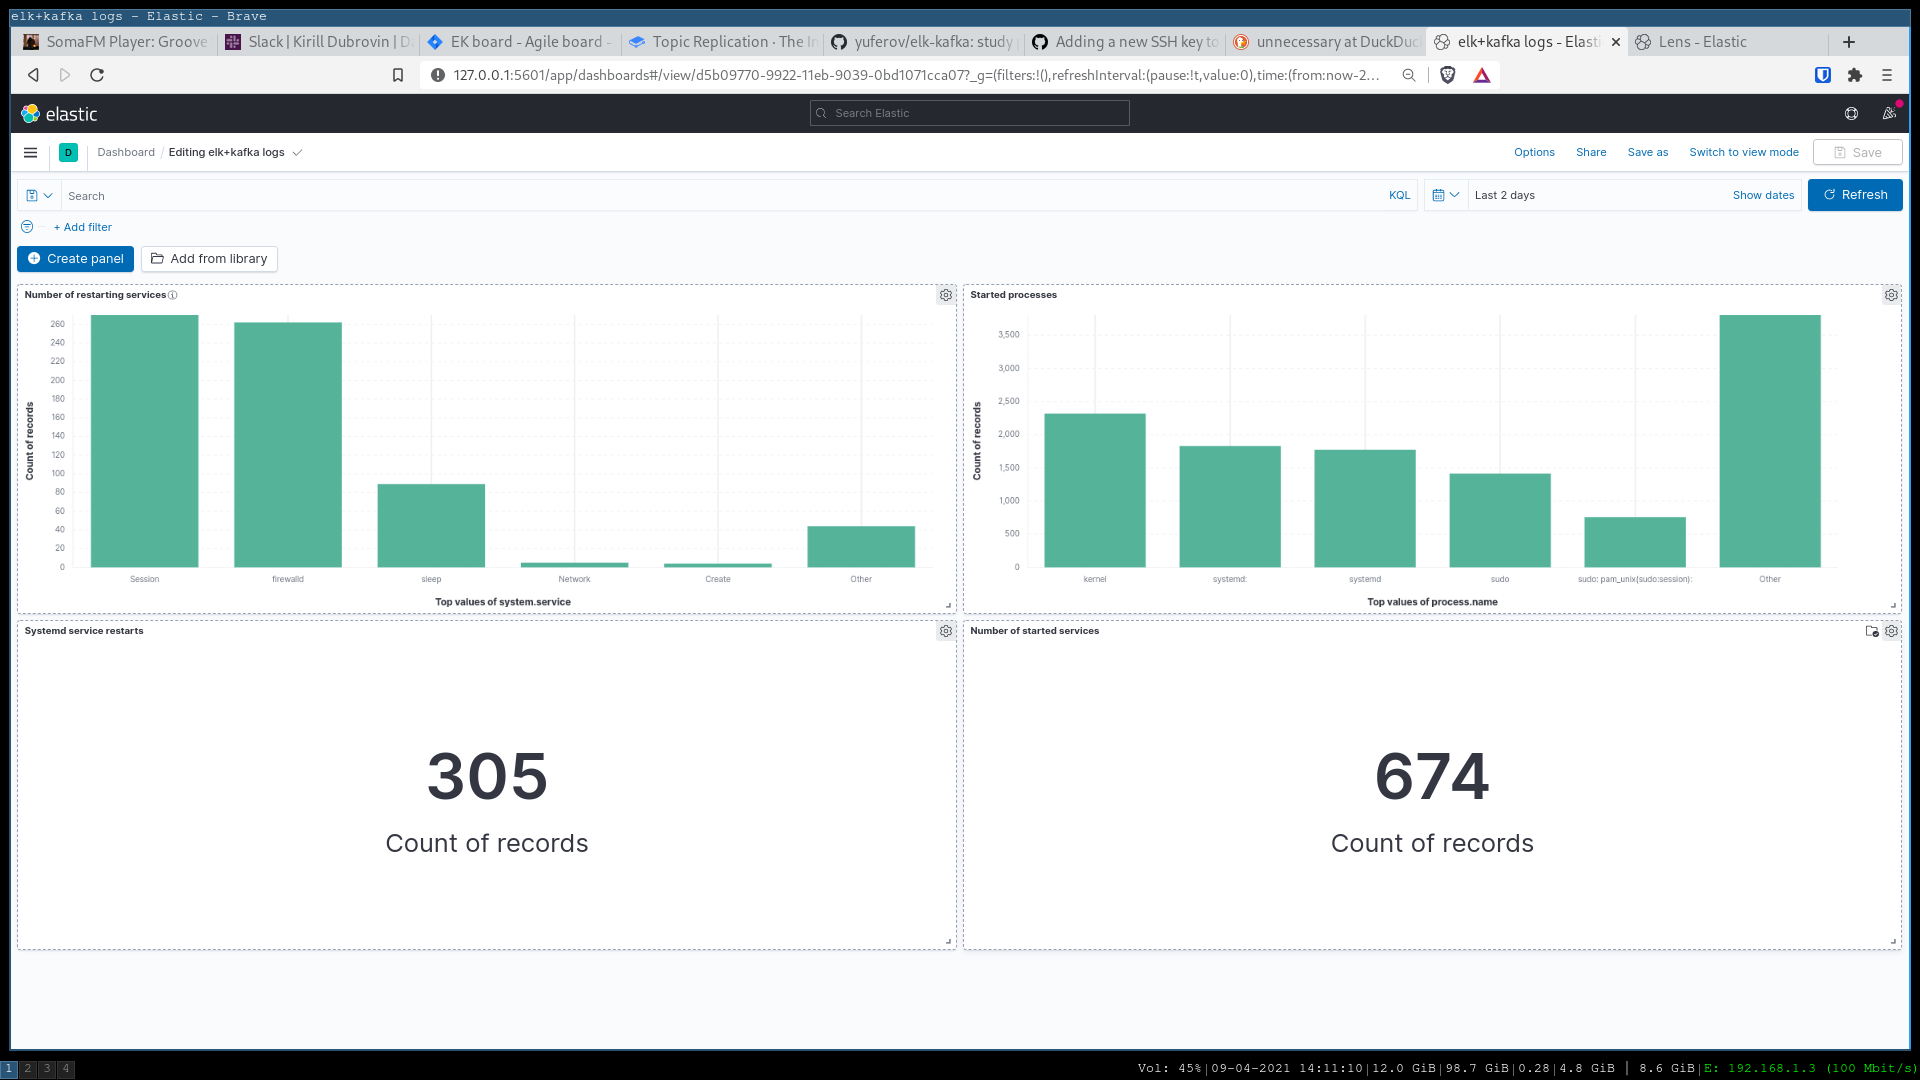 elk+kafka logs - Elastic - Brave
SomaFM Player: Groove
Slack | Kirill Dubrovin | D
EK board - Agile board -
Topic Replication · The In
yuferov/elk-kafka: study
Adding a new SSH key to
unnecessary at DuckDuc
elk+kafka logs - Elasti
Lens - Elastic
127.0.0.1:5601/app/dashboards#/view/d5b09770-9922-11eb-9039-0bd1071cca07?_g=(filters:!(),refreshInterval:(pause:!t,value:0),time:(from:now-2...
elastic
Search Elastic
D
Dashboard / Editing elk+kafka logs
Options
Share
Save as
Switch to view mode
Save
Search
KQL
Last 2 days
Show dates
Refresh
+ Add filter
Create panel
Add from library
Number of restarting services
260
240
220
200
180
160
140
120
100
80
60
40
20
0
Count of records
Session
firewalld
sleep
Network
Create
Other
Top values of system.service
Started processes
3,500
3,000
2,500
2,000
1,500
1,000
500
0
Count of records
kernel
systemd:
systemd
sudo
sudo: pam_unix(sudo:session):
Other
Top values of process.name
Systemd service restarts
305
Count of records
Number of started services
674
Count of records
1 2 3 4
Vol: 45%|09-04-2021 14:11:10|12.0 GiB|98.7 GiB|0.28|4.8 GiB | 8.6 GiB|E: 192.168.1.3 (100 Mbit/s)